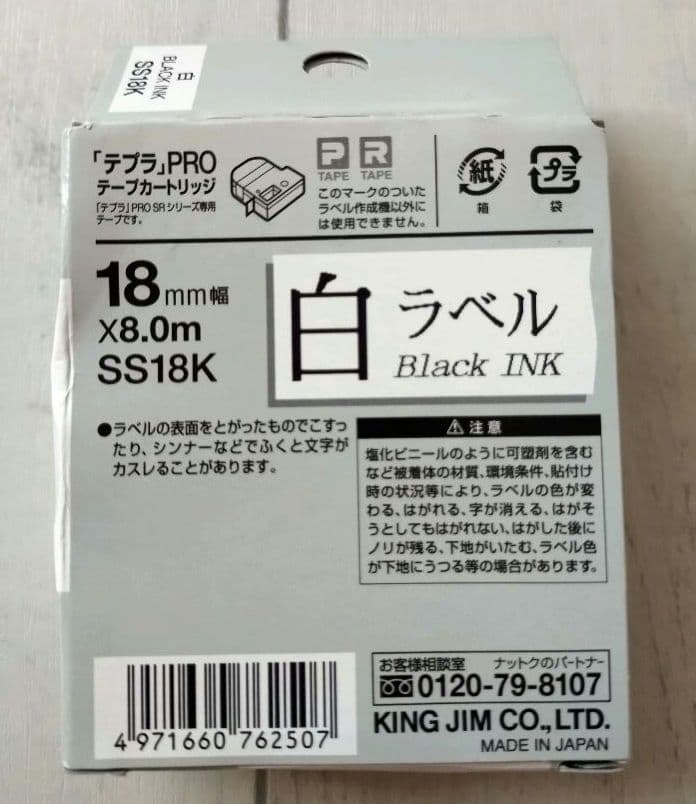 白
BLACK INK
SS18K
「テプラ」PRO
テープカートリッジ
「テプラ」PRO SRシリーズ専用
テープです。
P R
TAPE TAPE
このマークのついた
ラベル作成機以外に
は使用できません。
紙
箱
プラ
袋
18mm幅
X8.0m
SS18K
白 ラベル
Black INK
●ラベルの表面をとがったものでこすっ
たり、シンナーなどでふくと文字が
カスレることがあります。
注意
塩化ビニールのように可塑剤を含む
など被着体の材質、環境条件、貼付け
時の状況等により、ラベルの色が変
わる、はがれる、字が消える、はがそ
うとしてもはがれない、はがした後に
ノリが残る、下地がいたむ、ラベル色
が下地にうつる等の場合があります。
お客様相談室 ナットクのパートナー
0120-79-8107
KING JIM CO.,LTD.
MADE IN JAPAN
4 971660 762507